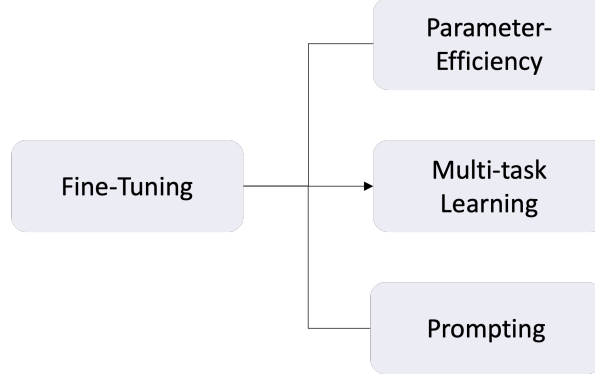 Parameter-
Efficiency
Fine-Tuning
Multi-task
Learning
Prompting